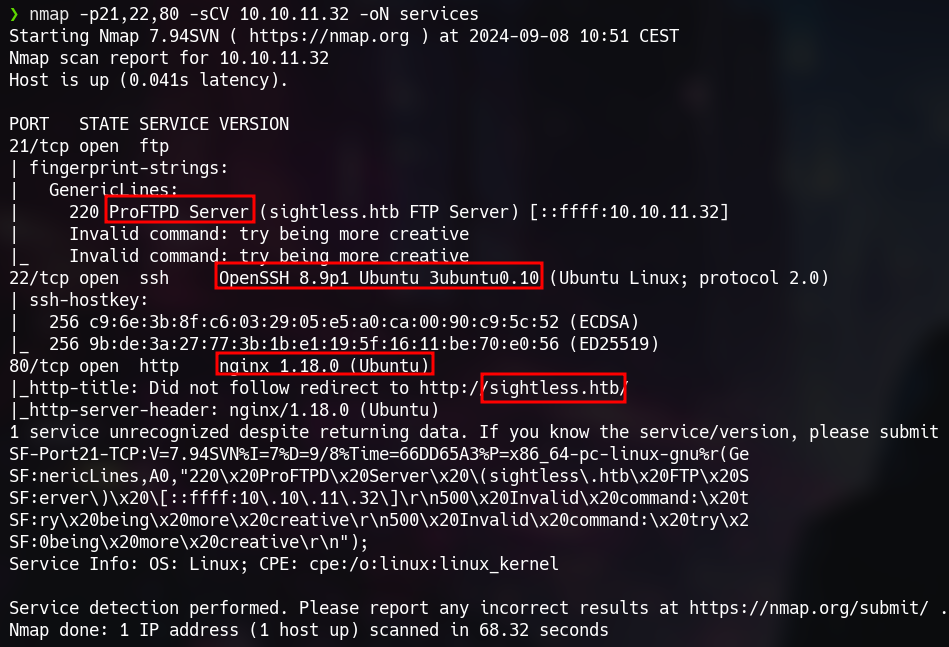 ❯ nmap -p21,22,80 -sCV 10.10.11.32 -oN services
Starting Nmap 7.94SVN ( https://nmap.org ) at 2024-09-08 10:51 CEST
Nmap scan report for 10.10.11.32
Host is up (0.041s latency).

PORT   STATE SERVICE VERSION
21/tcp open  ftp
| fingerprint-strings:
|   GenericLines:
|     220 ProFTPD Server (sightless.htb FTP Server) [::ffff:10.10.11.32]
|     Invalid command: try being more creative
|_    Invalid command: try being more creative
22/tcp open  ssh     OpenSSH 8.9p1 Ubuntu 3ubuntu0.10 (Ubuntu Linux; protocol 2.0)
| ssh-hostkey:
|   256 c9:6e:3b:8f:c6:03:29:05:e5:a0:ca:00:90:c9:5c:52 (ECDSA)
|_  256 9b:de:3a:27:77:3b:1b:e1:19:5f:16:11:be:70:e0:56 (ED25519)
80/tcp open  http    nginx 1.18.0 (Ubuntu)
|_http-title: Did not follow redirect to http://sightless.htb/
|_http-server-header: nginx/1.18.0 (Ubuntu)
1 service unrecognized despite returning data. If you know the service/version, please submit
SF-Port21-TCP:V=7.94SVN%I=7%D=9/8%Time=66DD65A3%P=x86_64-pc-linux-gnu%r(Ge
SF:nericLines,A0,"220\x20ProFTPD\x20Server\x20\(sightless\.htb\x20FTP\x20S
SF:erver\)\x20\[::ffff:10\.10\.11\.32\]\r\n500\x20Invalid\x20command:\x20t
SF:ry\x20being\x20more\x20creative\r\n500\x20Invalid\x20command:\x20try\x2
SF:0being\x20more\x20creative\r\n");
Service Info: OS: Linux; CPE: cpe:/o:linux:linux_kernel

Service detection performed. Please report any incorrect results at https://nmap.org/submit/ .
Nmap done: 1 IP address (1 host up) scanned in 68.32 seconds